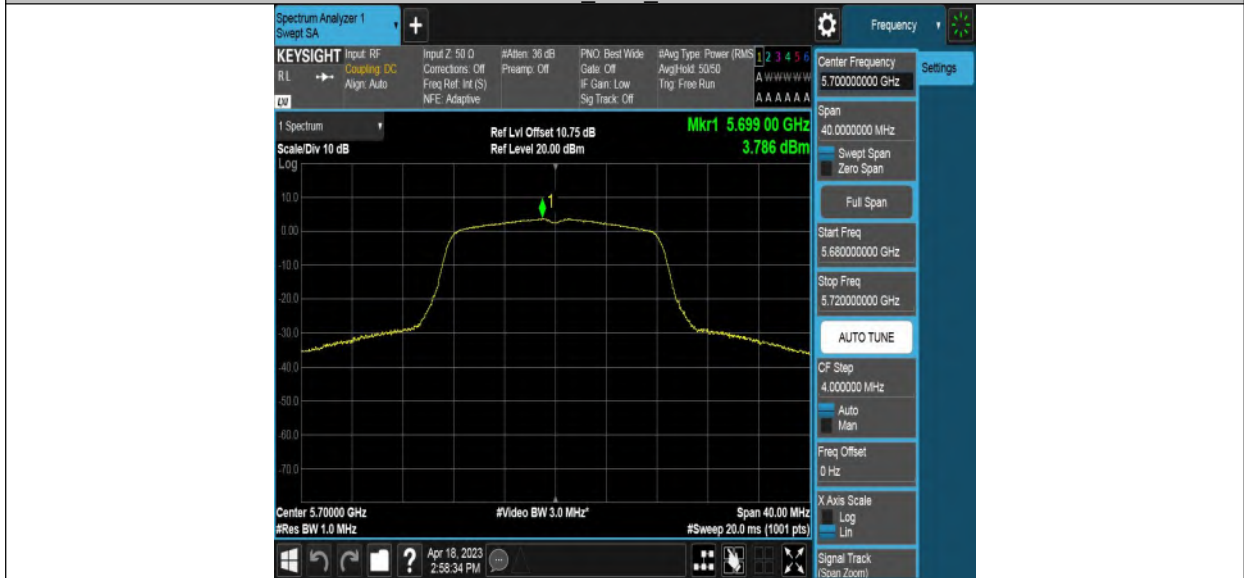 Spectrum Analyzer 1
Swept SA
+
Frequency
KEYSIGHT
Input: RF
Coupling: DC
Align: Auto
Input Z: 50 Ω
Corrections: Off
Freq Ref: Int (S)
NFE: Adaptive
#Atten: 36 dB
Preamp: Off
PNO: Best Wide
Gate: Off
IF Gain: Low
Sig Track: Off
#Avg Type: Power (RMS
Avg|Hold: 50/50
Trig: Free Run
1 2 3 4 5 6
A W W W W W
A A A A A A
R L
LXI
1 Spectrum
Scale/Div 10 dB
Log
Ref Lvl Offset 10.75 dB
Ref Level 20.00 dBm
Mkr1 5.699 00 GHz
3.786 dBm
1
10.0
0.00
-10.0
-20.0
-30.0
-40.0
-50.0
-60.0
-70.0
Center 5.70000 GHz
#Res BW 1.0 MHz
#Video BW 3.0 MHz*
Span 40.00 MHz
#Sweep 20.0 ms (1001 pts)
?
Apr 18, 2023
2:58:34 PM
Center Frequency
5.700000000 GHz
Settings
Span
40.0000000 MHz
Swept Span
Zero Span
Full Span
Start Freq
5.680000000 GHz
Stop Freq
5.720000000 GHz
AUTO TUNE
CF Step
4.000000 MHz
Auto
Man
Freq Offset
0 Hz
X Axis Scale
Log
Lin
Signal Track
(Span Zoom)